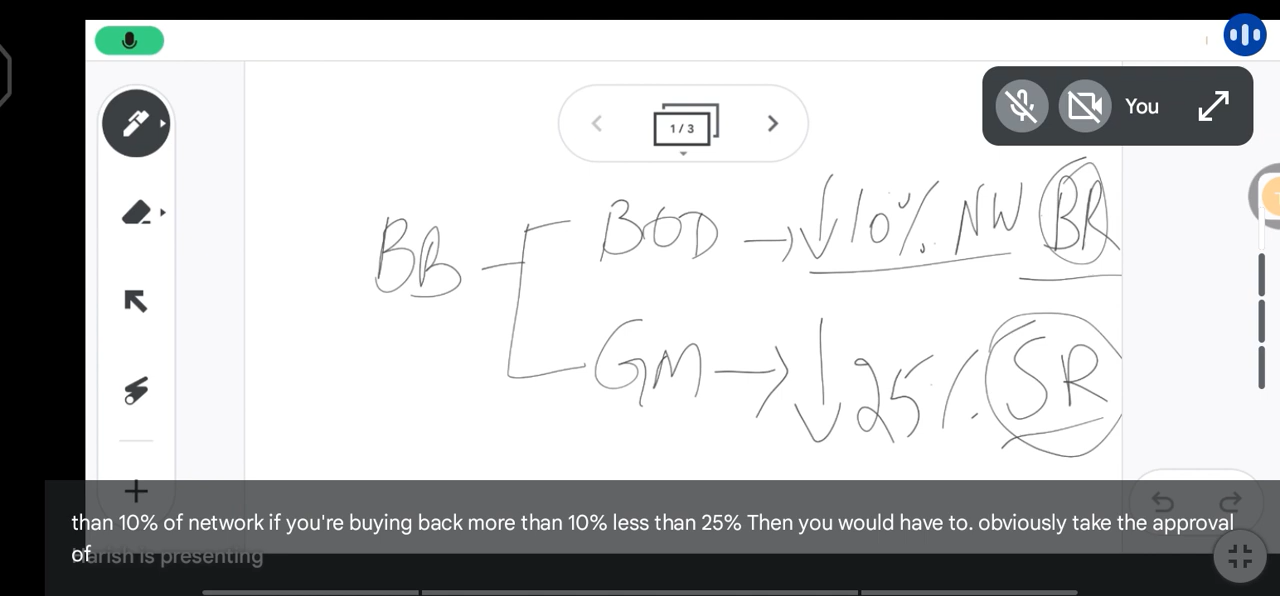 You
1 / 3
BB
BOD → ↓ 10% NW BR
GM → ↓ 25% SR
than 10% of network if you're buying back more than 10% less than 25% Then you would have to. obviously take the approval
of
Harish is presenting